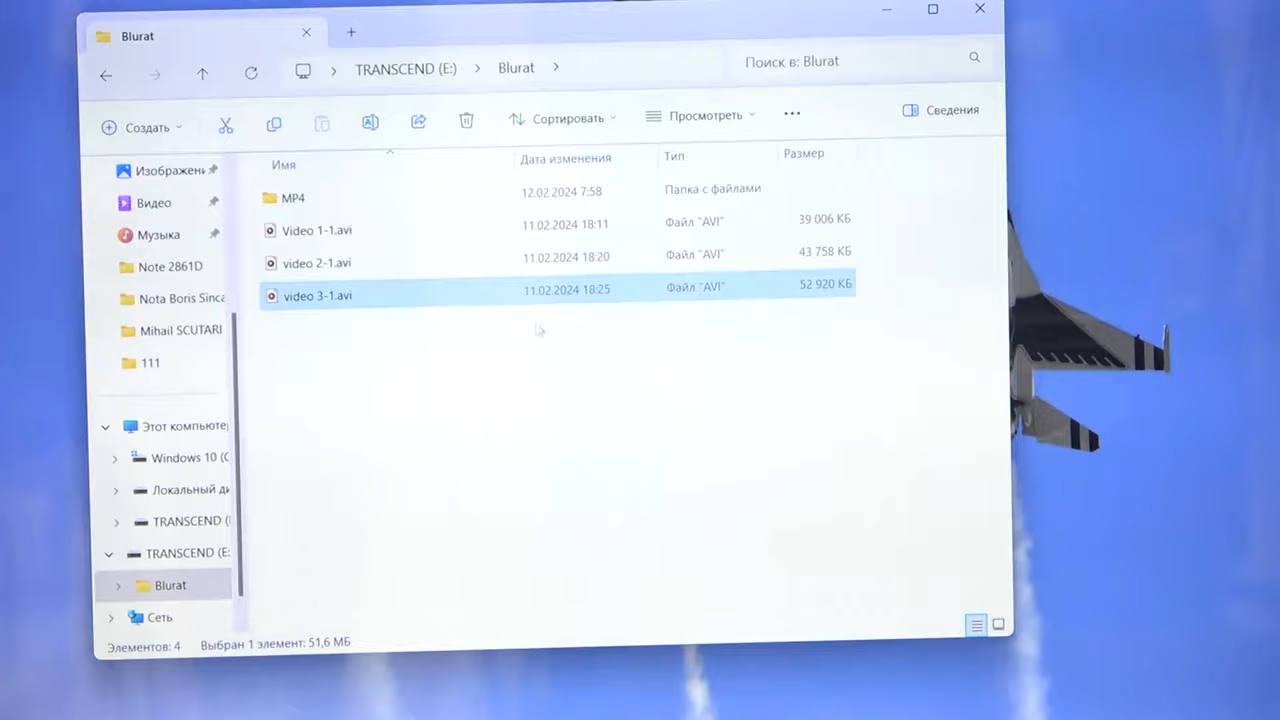 Blurat
TRANSCEND (E:)
Blurat
Поиск в: Blurat
Создать
Сортировать
Просмотреть
Сведения
Имя
Дата изменения
Тип
Размер
MP4
12.02.2024 7:58
Папка с файлами
Video 1-1.avi
11.02.2024 18:11
Файл "AVI"
39 006 КБ
video 2-1.avi
11.02.2024 18:20
Файл "AVI"
43 758 КБ
video 3-1.avi
11.02.2024 18:25
Файл "AVI"
52 920 КБ
Изображени
Видео
Музыка
Note 2861D
Nota Boris Sinca
Mihail SCUTARI
111
Этот компьюте
Windows 10 (C
Локальный ди
TRANSCEND (
TRANSCEND (E:
Blurat
Сеть
Элементов: 4
Выбран 1 элемент: 51,6 МБ